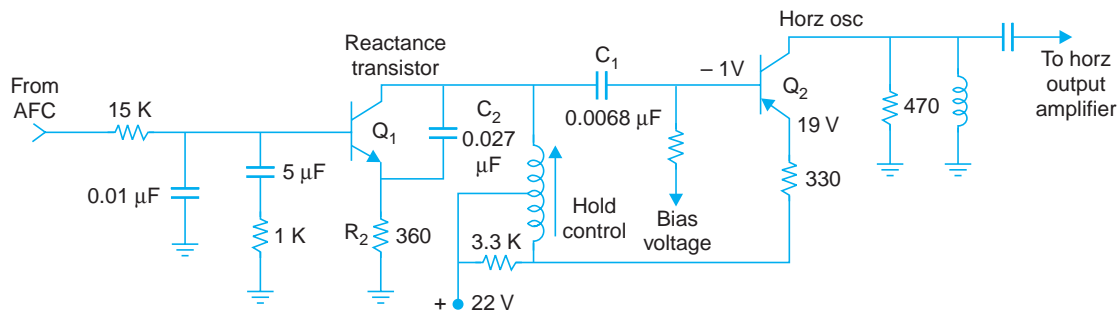 Horz osc
Reactance
transistor
C1
– 1V
To horz
output
amplifier
From
AFC
15 K
Q1
C2
0.027
µF
0.0068 µF
Q2
19 V
470
5 µF
0.01 µF
330
Hold
control
Bias
voltage
1 K
R2
360
3.3 K
+ 22 V